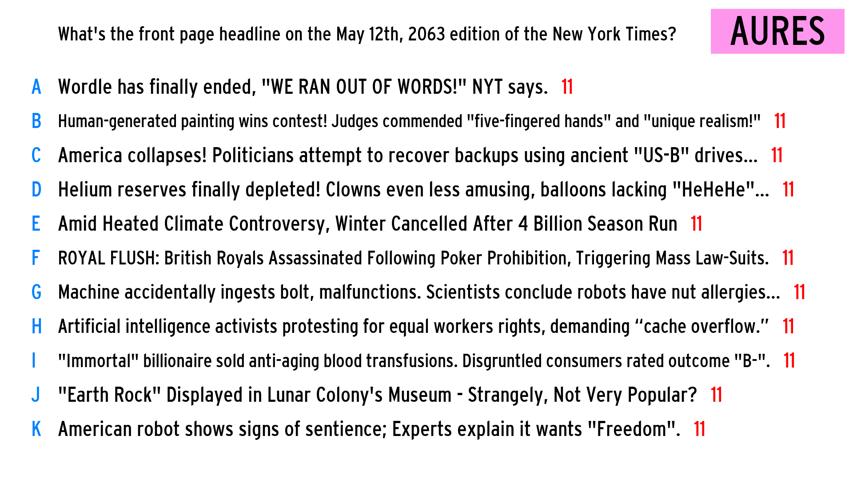 What's the front page headline on the May 12th, 2063 edition of the New York Times?
AURES
A Wordle has finally ended, "WE RAN OUT OF WORDS!" NYT says. 11
B Human-generated painting wins contest! Judges commended "five-fingered hands" and "unique realism!" 11
C America collapses! Politicians attempt to recover backups using ancient "US-B" drives... 11
D Helium reserves finally depleted! Clowns even less amusing, balloons lacking "HeHeHe"... 11
E Amid Heated Climate Controversy, Winter Cancelled After 4 Billion Season Run 11
F ROYAL FLUSH: British Royals Assassinated Following Poker Prohibition, Triggering Mass Law-Suits. 11
G Machine accidentally ingests bolt, malfunctions. Scientists conclude robots have nut allergies... 11
H Artificial intelligence activists protesting for equal workers rights, demanding “cache overflow.” 11
I "Immortal" billionaire sold anti-aging blood transfusions. Disgruntled consumers rated outcome "B-". 11
J "Earth Rock" Displayed in Lunar Colony's Museum - Strangely, Not Very Popular? 11
K American robot shows signs of sentience; Experts explain it wants "Freedom". 11